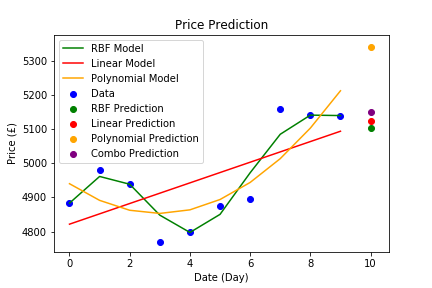 Price Prediction
RBF Model
Linear Model
Polynomial Model
Data
RBF Prediction
Linear Prediction
Polynomial Prediction
Combo Prediction
5300
5200
5100
5000
4900
4800
Price (£)
0 2 4 6 8 10
Date (Day)